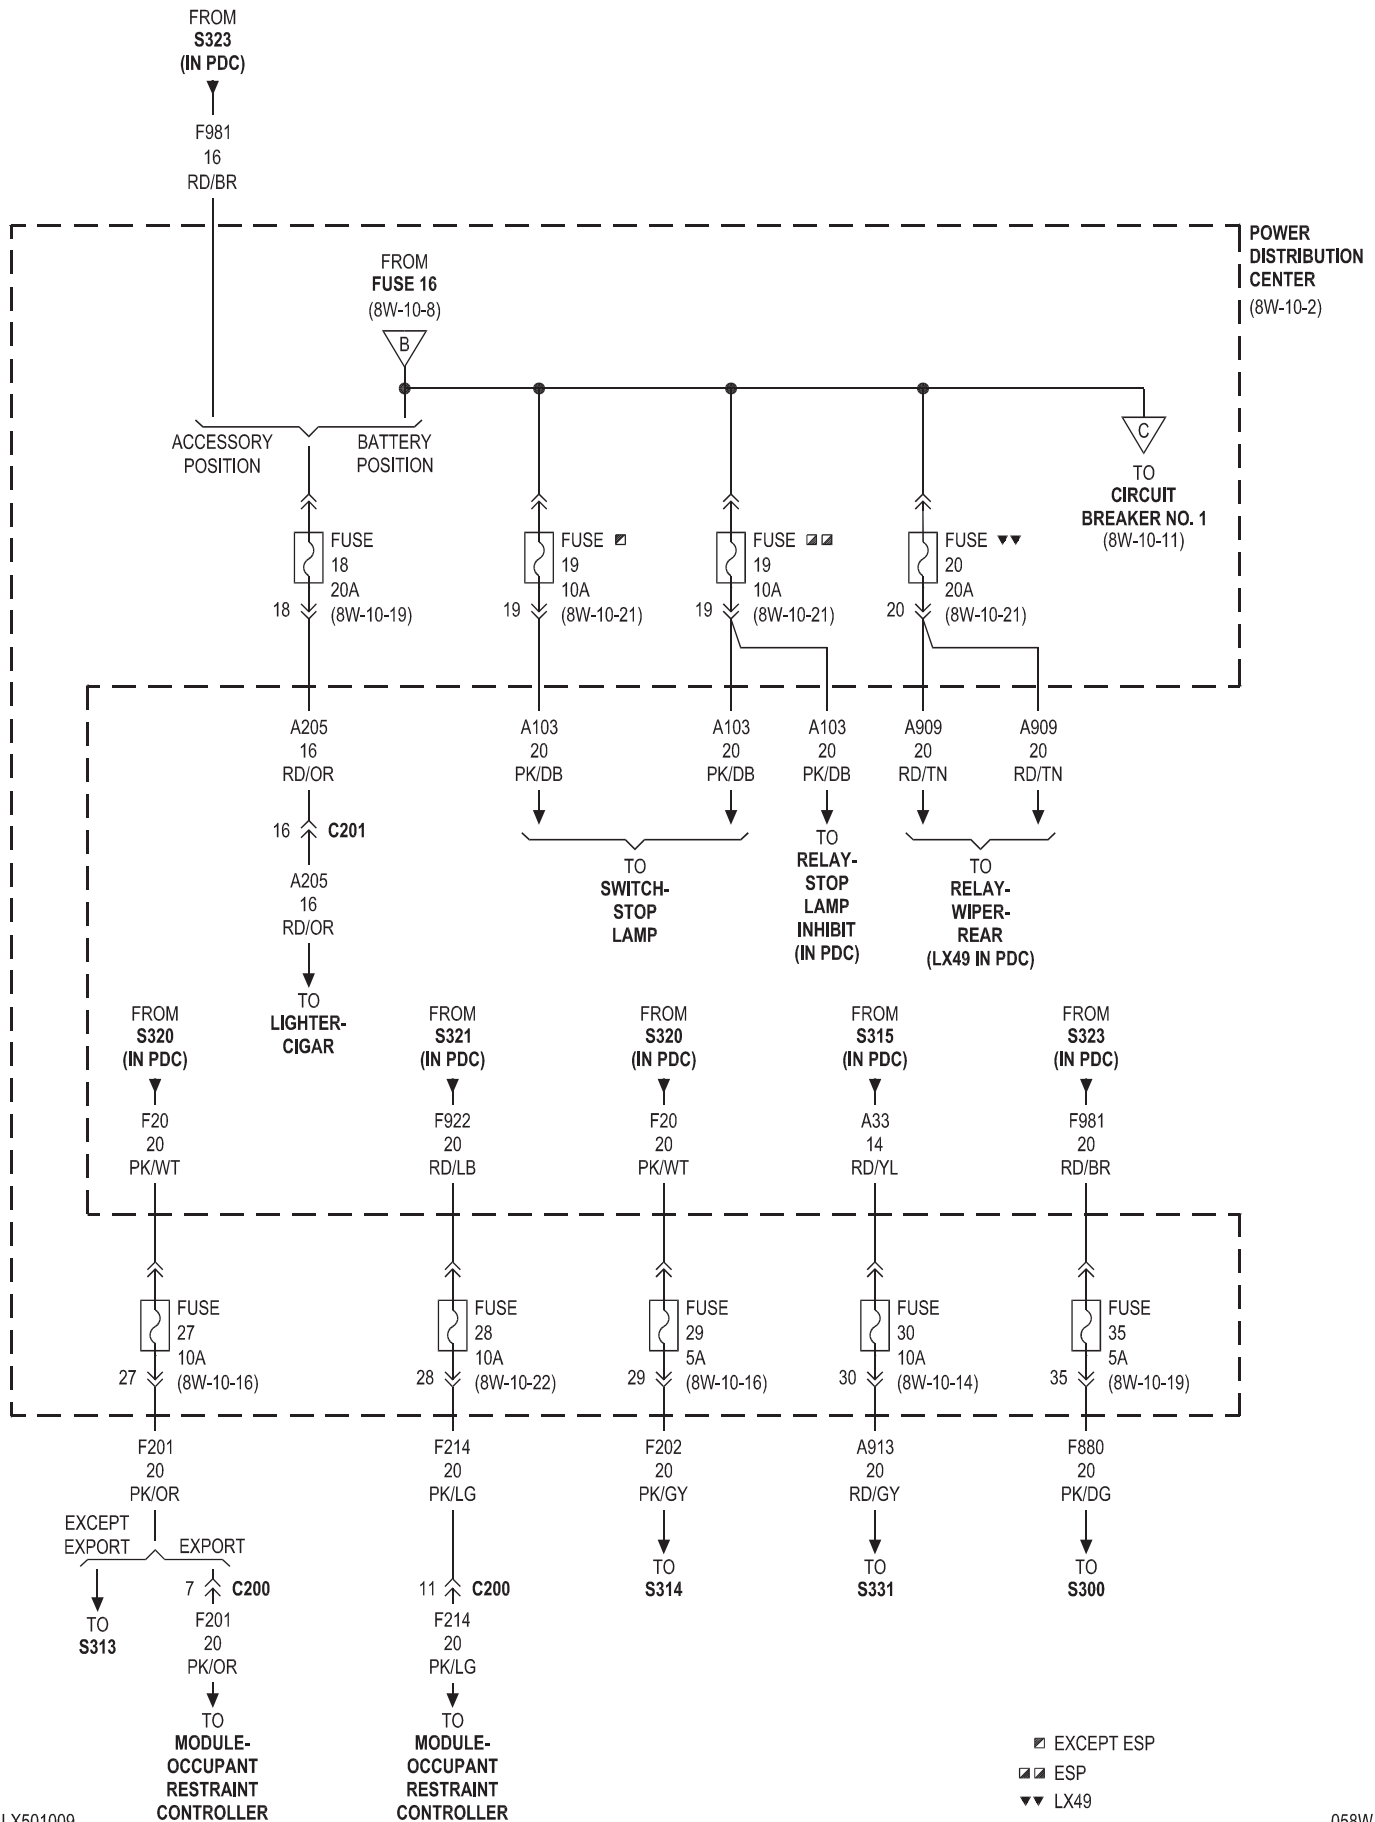 FROM
S323
(IN PDC)
F981
16
RD/BR
POWER
DISTRIBUTION
CENTER
(8W-10-2)
FROM
FUSE 16
(8W-10-8)
B
ACCESSORY
POSITION
BATTERY
POSITION
C
TO
CIRCUIT
BREAKER NO. 1
(8W-10-11)
FUSE
18
20A
18 (8W-10-19)
FUSE
19
10A
19 (8W-10-21)
FUSE
19
10A
19 (8W-10-21)
FUSE
20
20A
20 (8W-10-21)
A205
16
RD/OR
16 C201
A205
16
RD/OR
TO
LIGHTER-
CIGAR
A103
20
PK/DB
A103
20
PK/DB
TO
SWITCH-
STOP
LAMP
A103
20
PK/DB
TO
RELAY-
STOP
LAMP
INHIBIT
(IN PDC)
A909
20
RD/TN
A909
20
RD/TN
TO
RELAY-
WIPER-
REAR
(LX49 IN PDC)
FROM
S320
(IN PDC)
F20
20
PK/WT
FROM
S321
(IN PDC)
F922
20
RD/LB
FROM
S320
(IN PDC)
F20
20
PK/WT
FROM
S315
(IN PDC)
A33
14
RD/YL
FROM
S323
(IN PDC)
F981
20
RD/BR
FUSE
27
10A
27 (8W-10-16)
FUSE
28
10A
28 (8W-10-22)
FUSE
29
5A
29 (8W-10-16)
FUSE
30
10A
30 (8W-10-14)
FUSE
35
5A
35 (8W-10-19)
F201
20
PK/OR
EXCEPT
EXPORT
EXPORT
TO
S313
7 C200
F201
20
PK/OR
TO
MODULE-
OCCUPANT
RESTRAINT
CONTROLLER
F214
20
PK/LG
11 C200
F214
20
PK/LG
TO
MODULE-
OCCUPANT
RESTRAINT
CONTROLLER
F202
20
PK/GY
TO
S314
A913
20
RD/GY
TO
S331
F880
20
PK/DG
TO
S300
EXCEPT ESP
ESP
LX49
LX501009
058W